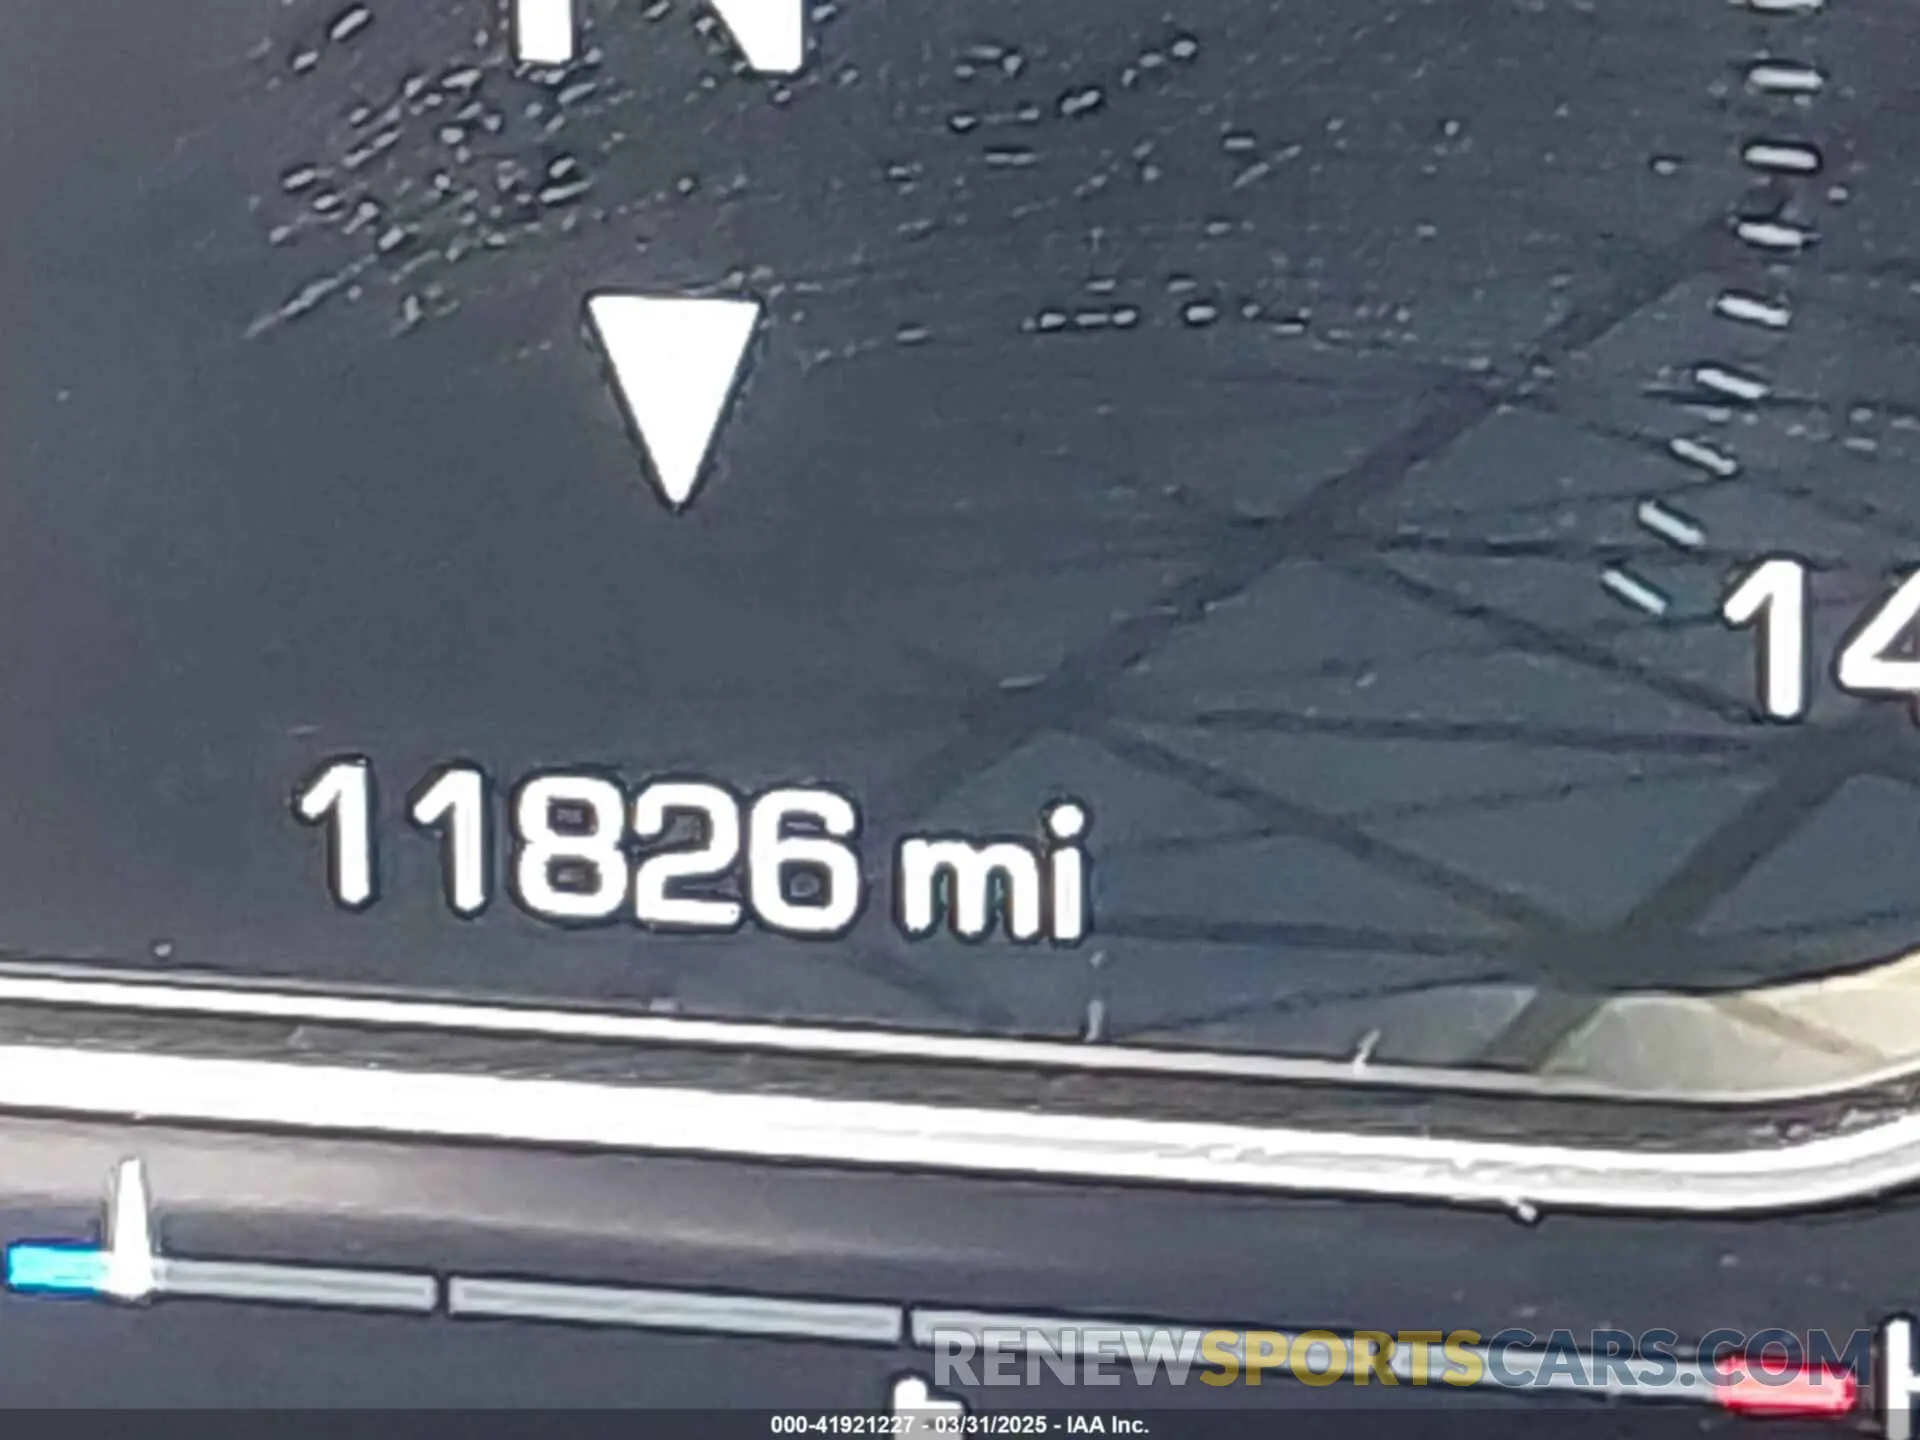 N
14
11826 mi
H
RENEWSPORTSCARS.COM
000-41921227 - 03/31/2025 - IAA Inc.